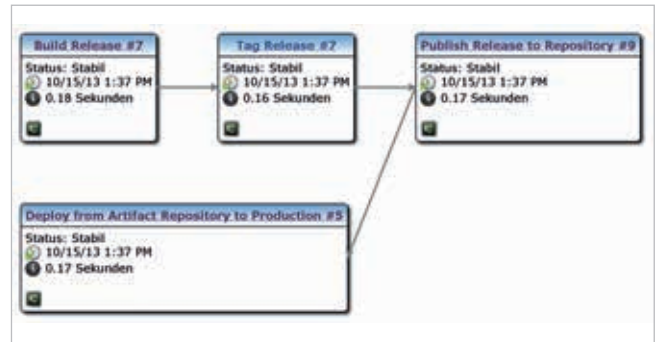 Build Release #7
Status: Stabil
10/15/13 1:37 PM
0.18 Sekunden
Tag Release #7
Status: Stabil
10/15/13 1:37 PM
0.16 Sekunden
Publish Release to Repository #9
Status: Stabil
10/15/13 1:37 PM
0.17 Sekunden
Deploy from Artifact Repository to Production #5
Status: Stabil
10/15/13 1:37 PM
0.17 Sekunden